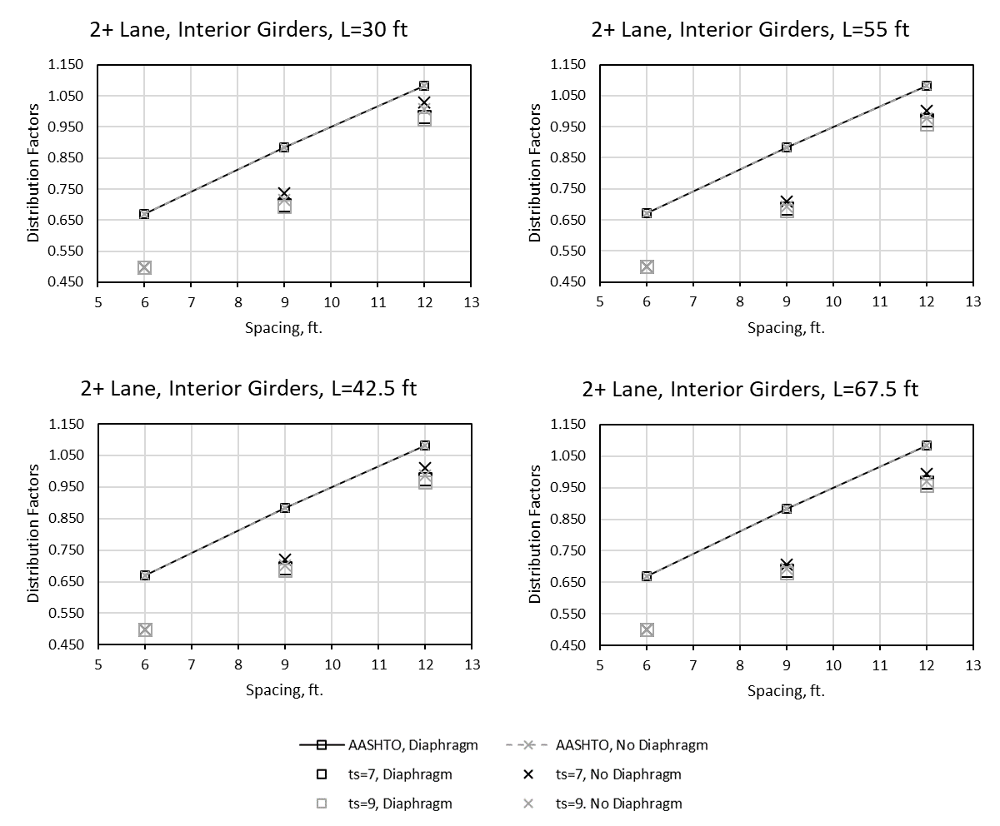 2+ Lane, Interior Girders, L=30 ft
1.150
1.050
0.950
0.850
0.750
0.650
0.550
0.450
Distribution Factors
5 6 7 8 9 10 11 12 13
Spacing, ft.
2+ Lane, Interior Girders, L=55 ft
1.150
1.050
0.950
0.850
0.750
0.650
0.550
0.450
Distribution Factors
5 6 7 8 9 10 11 12 13
Spacing, ft.
2+ Lane, Interior Girders, L=42.5 ft
1.150
1.050
0.950
0.850
0.750
0.650
0.550
0.450
Distribution Factors
5 6 7 8 9 10 11 12 13
Spacing, ft.
2+ Lane, Interior Girders, L=67.5 ft
1.150
1.050
0.950
0.850
0.750
0.650
0.550
0.450
Distribution Factors
5 6 7 8 9 10 11 12 13
Spacing, ft.
AASHTO, Diaphragm
AASHTO, No Diaphragm
ts=7, Diaphragm
ts=7, No Diaphragm
ts=9, Diaphragm
ts=9. No Diaphragm